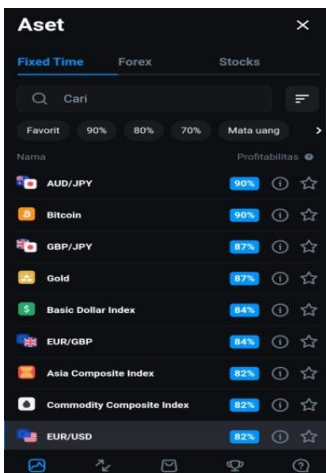 Aset
Fixed Time Forex Stocks
Cari
Favorit 90% 80% 70% Mata uang
Nama Profitabilitas
AUD/JPY 90%
Bitcoin 90%
GBP/JPY 87%
Gold 87%
Basic Dollar Index 84%
EUR/GBP 84%
Asia Composite Index 82%
Commodity Composite Index 82%
EUR/USD 82%